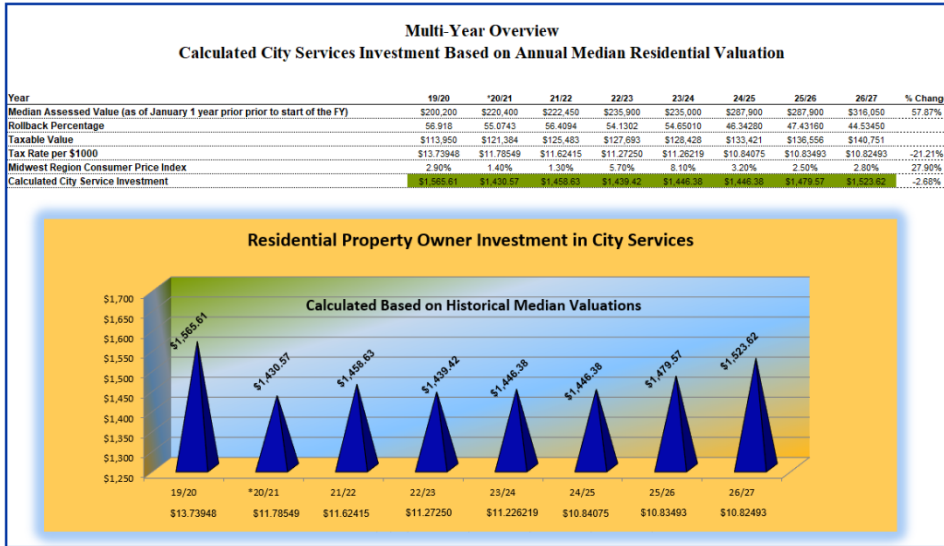 Multi-Year Overview
Calculated City Services Investment Based on Annual Median Residential Valuation
Year 19/20 *20/21 21/22 22/23 23/24 24/25 25/26 26/27 % Chang
Median Assessed Value (as of January 1 year prior prior to start of the FY) $200,200 $220,400 $222,450 $235,900 $235,000 $287,900 $287,900 $316,050 57.87%
Rollback Percentage 56.918 55.0743 56.4094 54.1302 54.65010 46.34280 47.43160 44.53450
Taxable Value $113,950 $121,384 $125,483 $127,693 $128,428 $133,421 $136,556 $140,751
Tax Rate per $1000 $13.73948 $11.78549 $11.62415 $11.27250 $11.26219 $10.84075 $10.83493 $10.82493 -21.21%
Midwest Region Consumer Price Index 2.90% 1.40% 1.30% 5.70% 8.10% 3.20% 2.50% 2.80% 27.90%
Calculated City Service Investment $1,565.61 $1,430.57 $1,458.63 $1,439.42 $1,446.38 $1,446.38 $1,479.57 $1,523.62 -2.68%
Residential Property Owner Investment in City Services
Calculated Based on Historical Median Valuations
$1,700
$1,650
$1,600
$1,550
$1,500
$1,450
$1,400
$1,350
$1,300
$1,250
$1,565.61 $1,430.57 $1,458.63 $1,439.42 $1,446.38 $1,446.38 $1,479.57 $1,523.62
19/20 *20/21 21/22 22/23 23/24 24/25 25/26 26/27
$13.73948 $11.78549 $11.62415 $11.27250 $11.226219 $10.84075 $10.83493 $10.82493